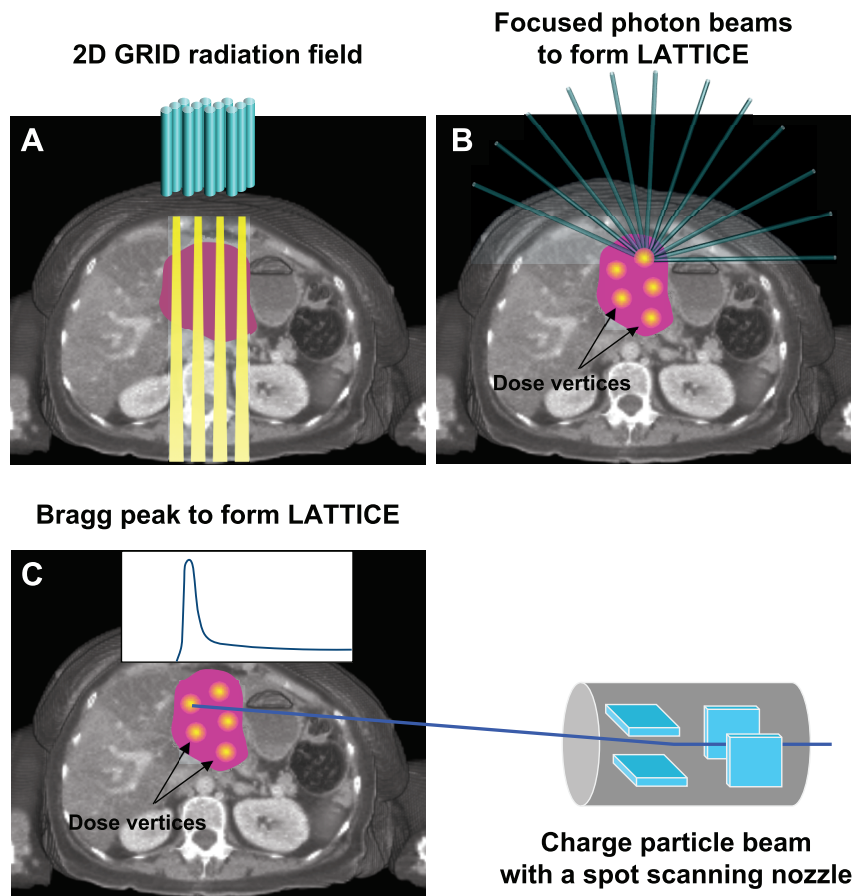 2D GRID radiation field
Focused photon beams
to form LATTICE
A
B
Dose vertices
Bragg peak to form LATTICE
C
Dose vertices
Charge particle beam
with a spot scanning nozzle